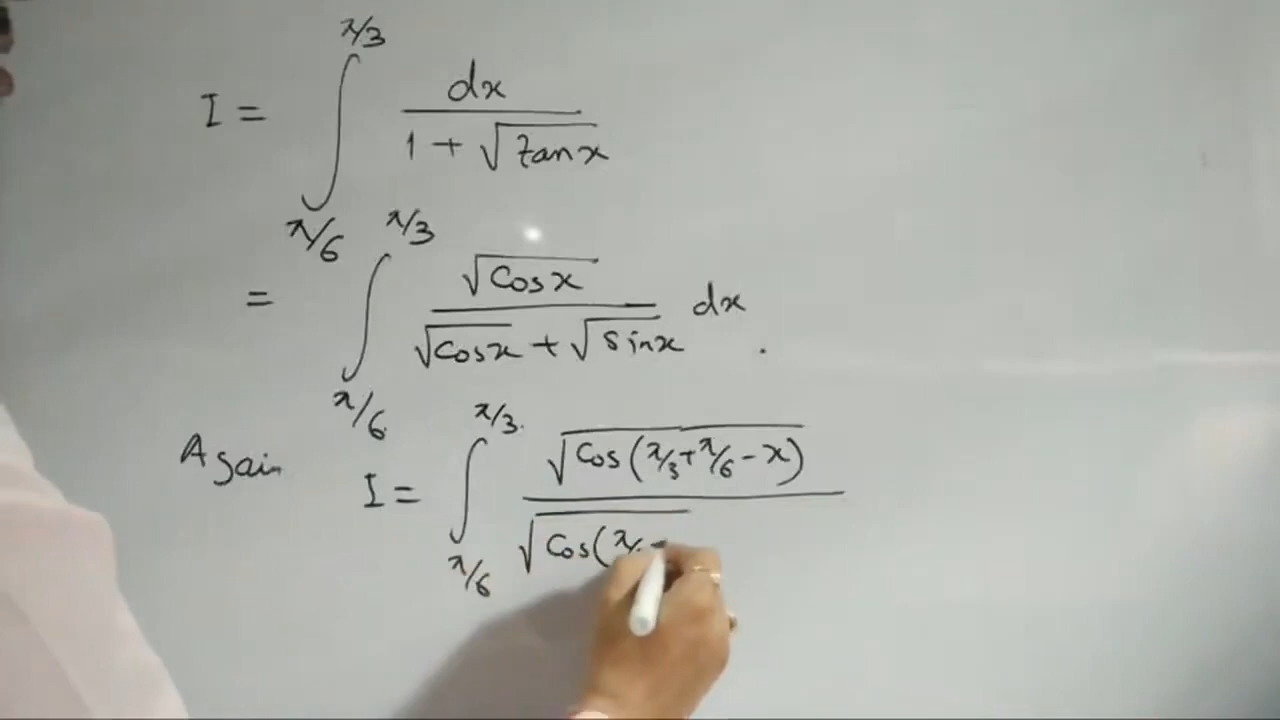 I = ∫_{π/6}^{π/3} dx / (1 + √(tanx))
= ∫_{π/6}^{π/3} √(Cosx) / (√(Cosx) + √(Sinx)) dx .
Again I = ∫_{π/6}^{π/3} √(Cos(π/3 + π/6 - x)) / √(Cos(π/